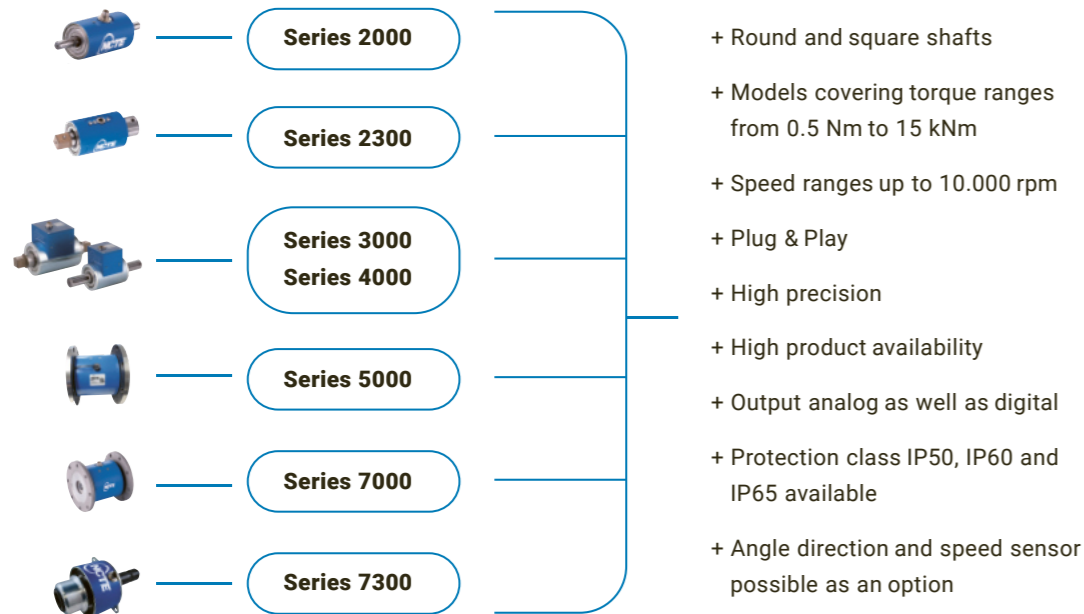 NCTE
Series 2000
NCTE
Series 2300
Series 3000
Series 4000
Series 5000
Series 7000
NCTE
Series 7300
+ Round and square shafts
+ Models covering torque ranges
from 0.5 Nm to 15 kNm
+ Speed ranges up to 10.000 rpm
+ Plug & Play
+ High precision
+ High product availability
+ Output analog as well as digital
+ Protection class IP50, IP60 and
IP65 available
+ Angle direction and speed sensor
possible as an option